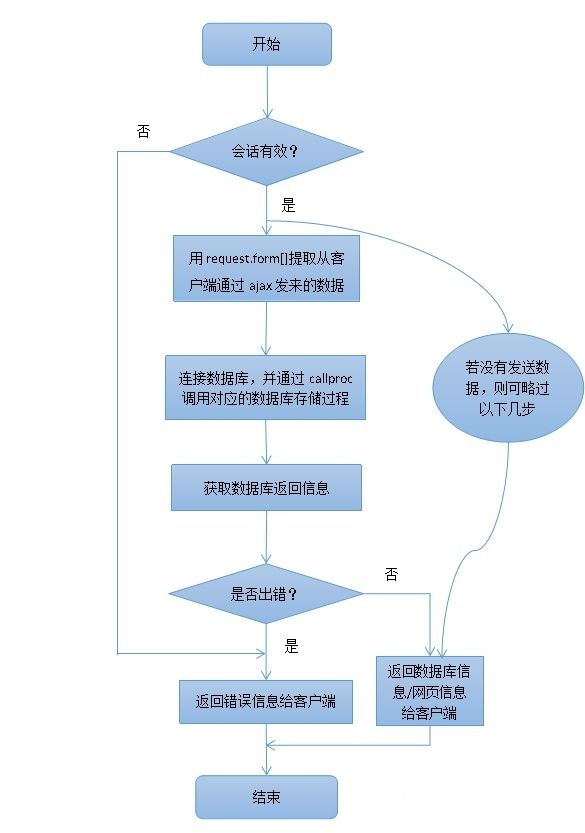 开始
否
会话有效？
是
用 request.form[]提取从客
户端通过 ajax 发来的数据
若没有发送数
据，则可略过
以下几步
连接数据库，并通过 callproc
调用对应的数据库存储过程
获取数据库返回信息
否
是否出错？
是
返回数据库信
息/网页信息
给客户端
返回错误信息给客户端
结束